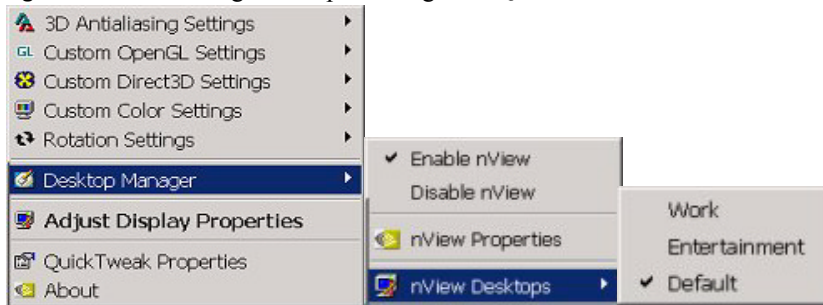 3D Antialiasing Settings
GL Custom OpenGL Settings
Custom Direct3D Settings
Custom Color Settings
Rotation Settings
Desktop Manager
Adjust Display Properties
QuickTweak Properties
About
Enable nView
Disable nView
nView Properties
nView Desktops
Work
Entertainment
Default